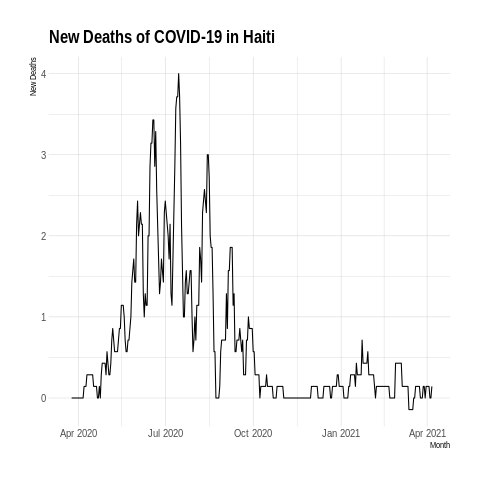 New Deaths of COVID-19 in Haiti
New Deaths
4
3
2
1
0
Apr 2020 Jul 2020 Oct 2020 Jan 2021 Apr 2021
Month